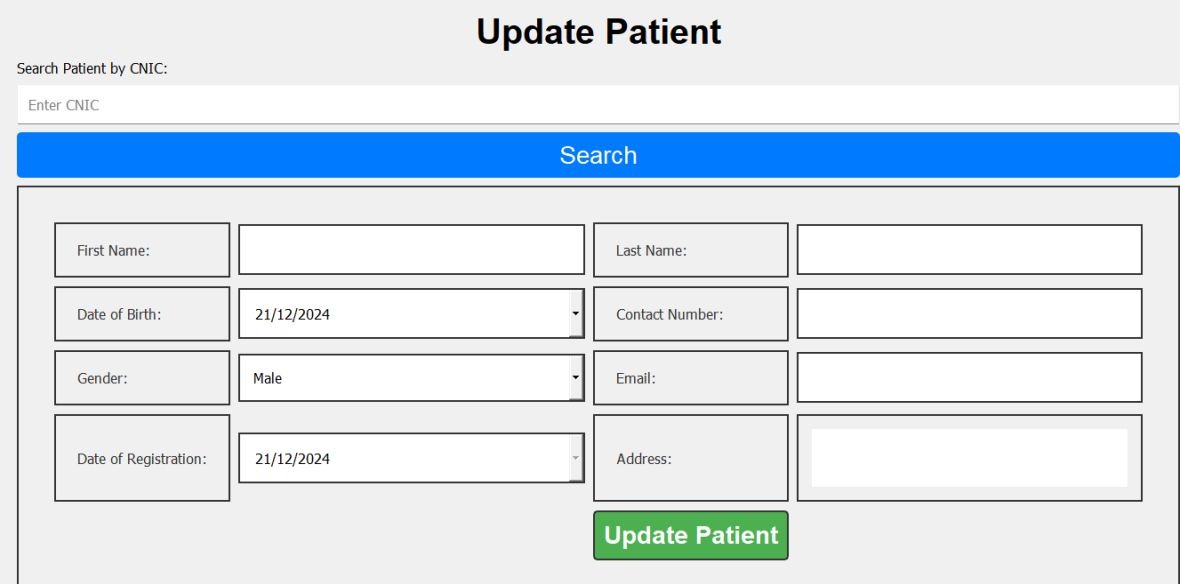 Update Patient
Search Patient by CNIC:
Enter CNIC
Search
First Name:
Last Name:
Date of Birth:
21/12/2024
Contact Number:
Gender:
Male
Email:
Date of Registration:
21/12/2024
Address:
Update Patient